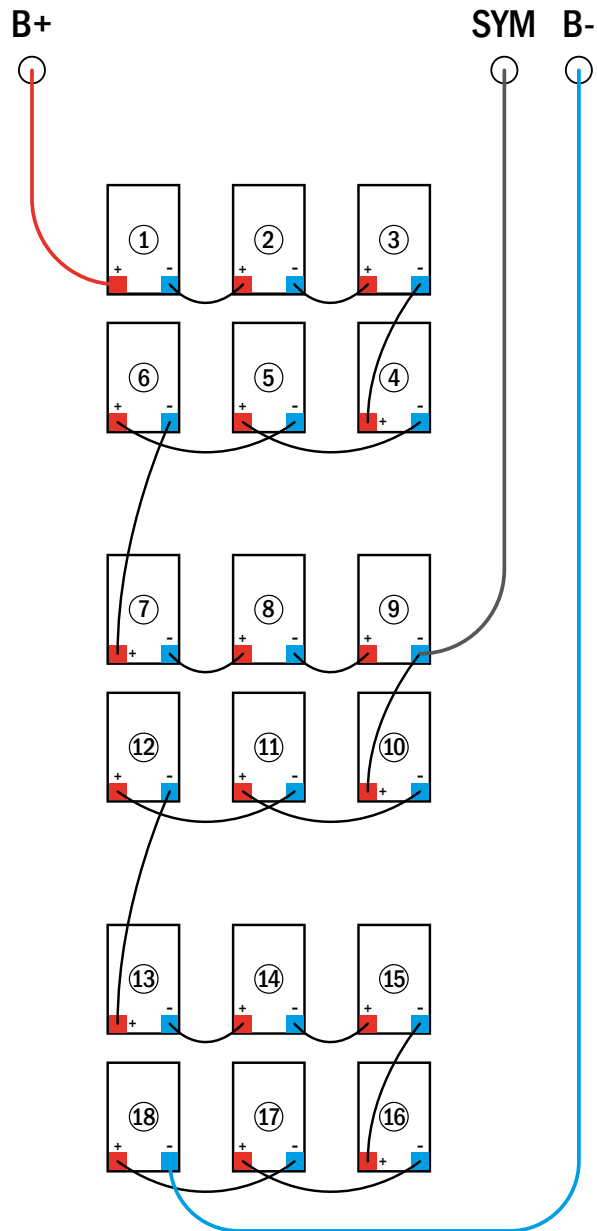 B+ SYM B-
1 2 3
+ - + - + -
6 5 4
+ - + - -
+
7 8 9
- + - + -
+
12 11 10
+ - + - -
+
13 14 15
- + - + -
+
18 17 16
+ - + - -
+